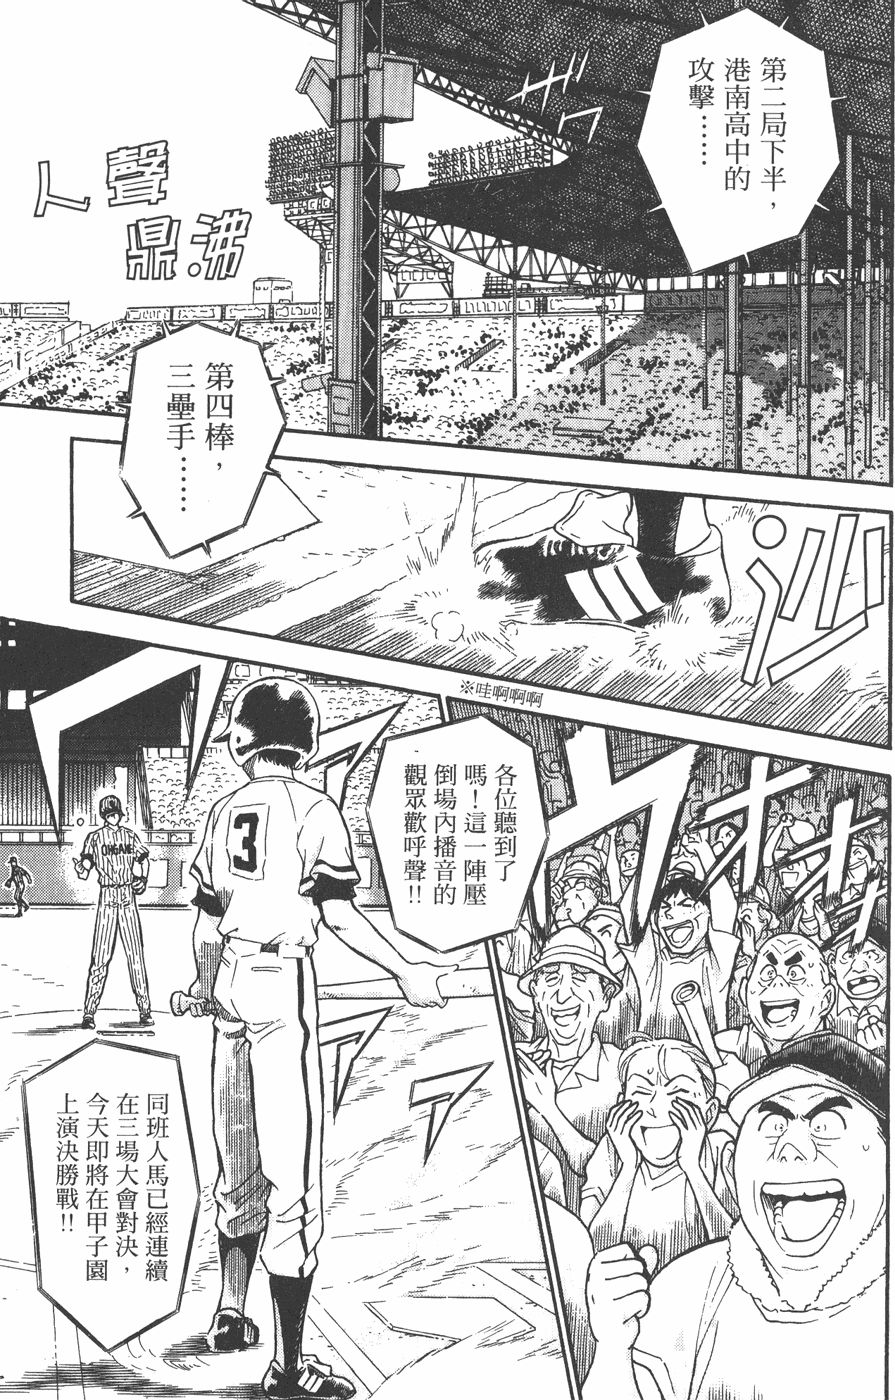 第二局下半，
港南高中的
攻擊……
人聲
鼎沸
第四棒，
三壘手……
沙
※哇啊啊啊
各位聽到了
嗎！這一陣壓
倒場內播音的
觀眾歡呼聲!!
3
同班人馬已經連續
在三場大會對決，
今天即將在甲子園
上演決勝戰!!